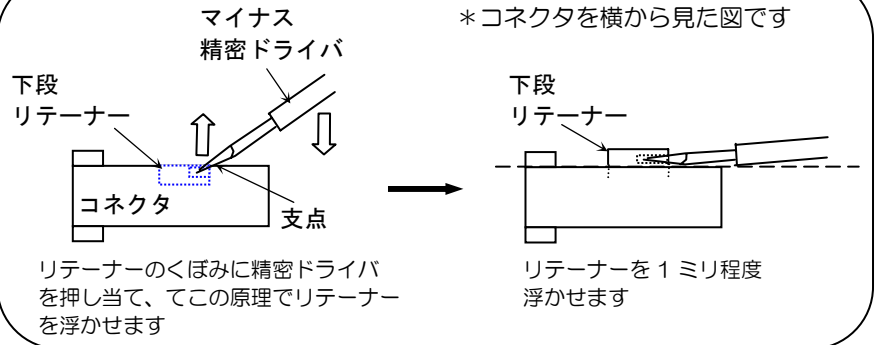 ＊コネクタを横から見た図です
マイナス
精密ドライバ
下段
リテーナー
コネクタ
支点
リテーナーのくぼみに精密ドライバ
を押し当て、てこの原理でリテーナー
を浮かせます
下段
リテーナー
リテーナーを 1 ミリ程度
浮かせます